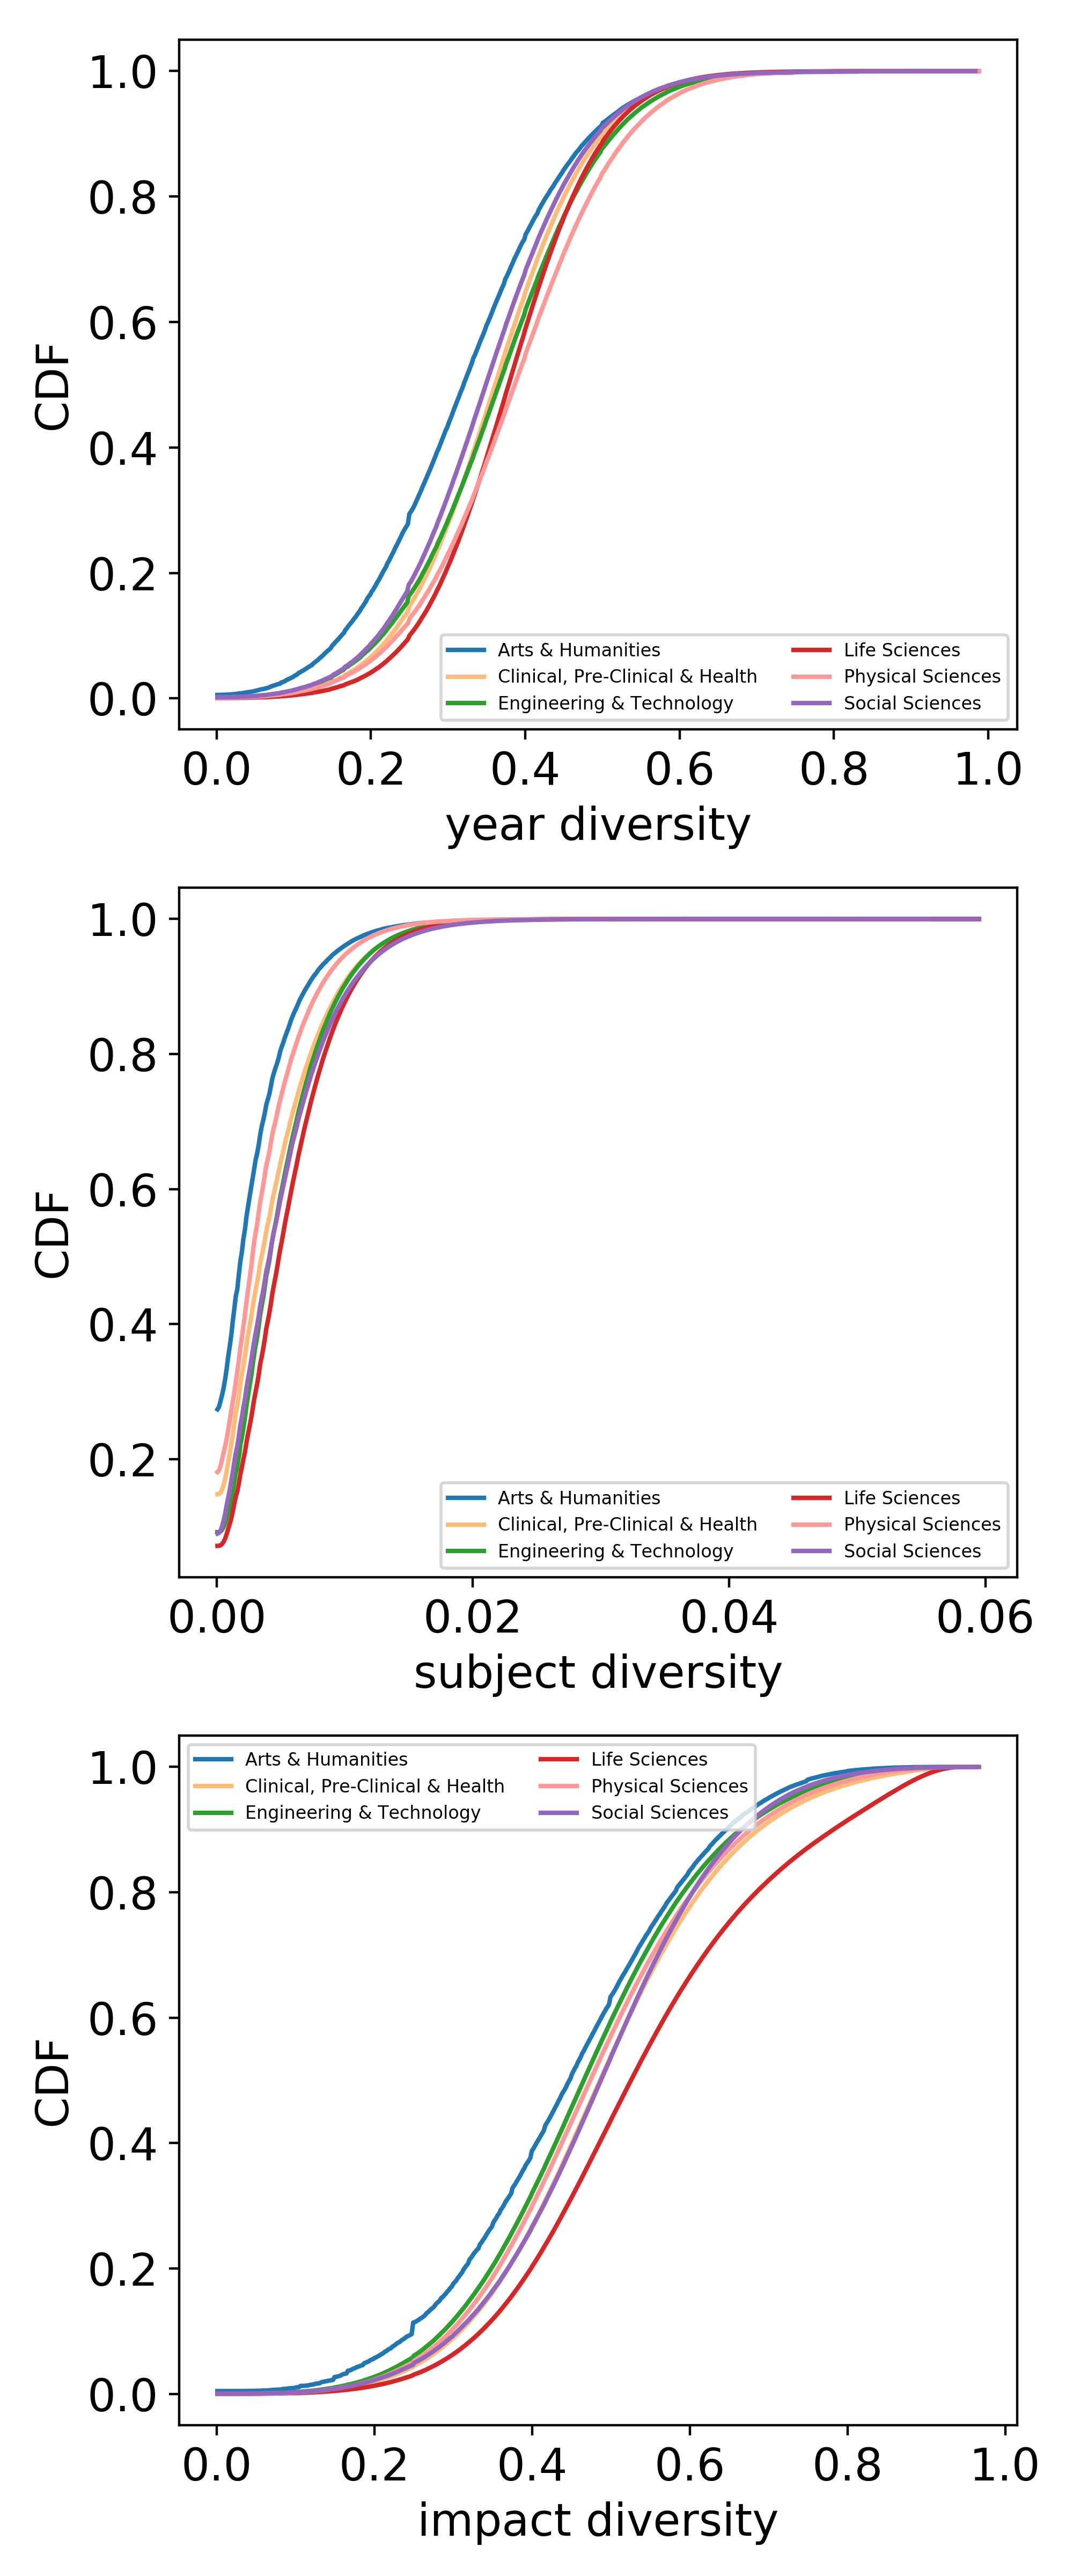 1.0
0.8
0.6
0.4
0.2
0.0
CDF
Arts & Humanities
Clinical, Pre-Clinical & Health
Engineering & Technology
Life Sciences
Physical Sciences
Social Sciences
0.0 0.2 0.4 0.6 0.8 1.0
year diversity
1.0
0.8
0.6
0.4
0.2
CDF
Arts & Humanities
Clinical, Pre-Clinical & Health
Engineering & Technology
Life Sciences
Physical Sciences
Social Sciences
0.00 0.02 0.04 0.06
subject diversity
Arts & Humanities
Clinical, Pre-Clinical & Health
Engineering & Technology
Life Sciences
Physical Sciences
Social Sciences
1.0
0.8
0.6
0.4
0.2
0.0
CDF
0.0 0.2 0.4 0.6 0.8 1.0
impact diversity